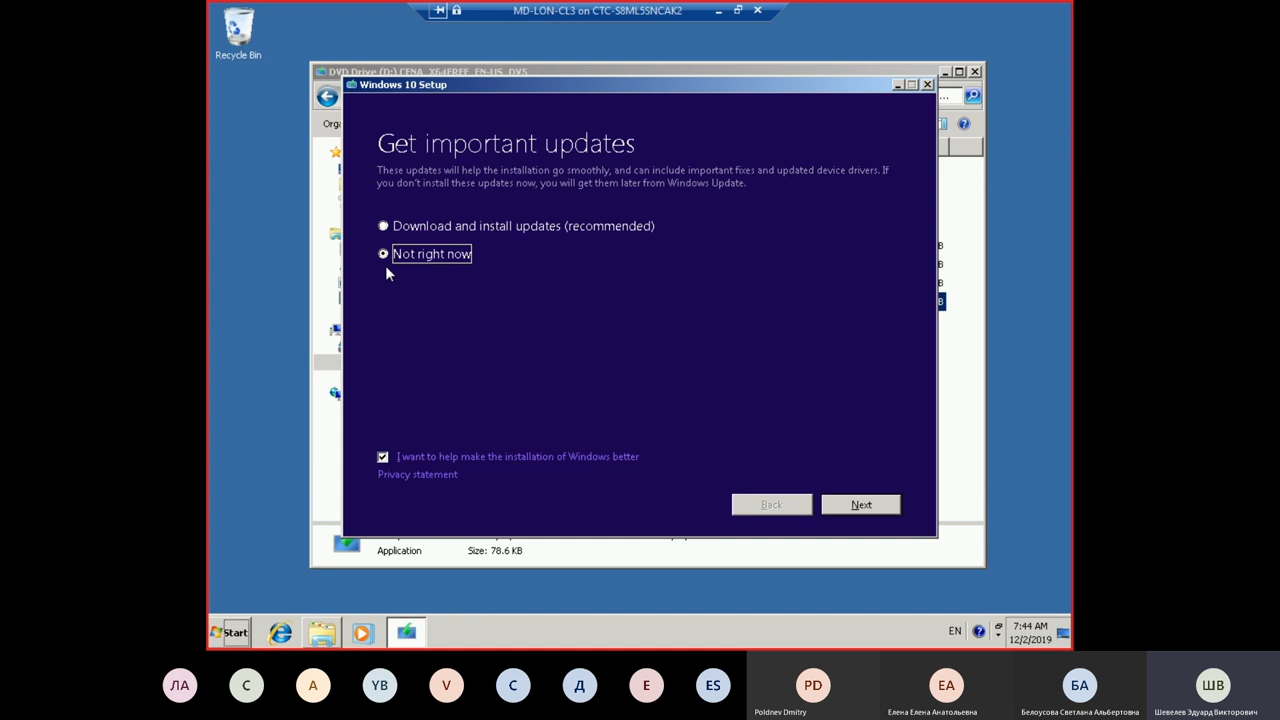 MD-LON-CL3 on CTC-S8ML5SNCAK2
Recycle Bin
DVD Drive (D:) CENA_X64FREE_EN-US_DV5
Windows 10 Setup
Get important updates
These updates will help the installation go smoothly, and can include important fixes and updated device drivers. If
you don't install these updates now, you will get them later from Windows Update.
Download and install updates (recommended)
Not right now
I want to help make the installation of Windows better
Privacy statement
Back
Next
Application Size: 78.6 KB
Start
EN
7:44 AM
12/2/2019
ЛА
С
А
YB
V
С
Д
Е
ES
PD
ЕА
БА
ШВ
Poldnev Dmitry
Елена Елена Анатольевна
Белоусова Светлана Альбертовна
Шевелев Эдуард Викторович